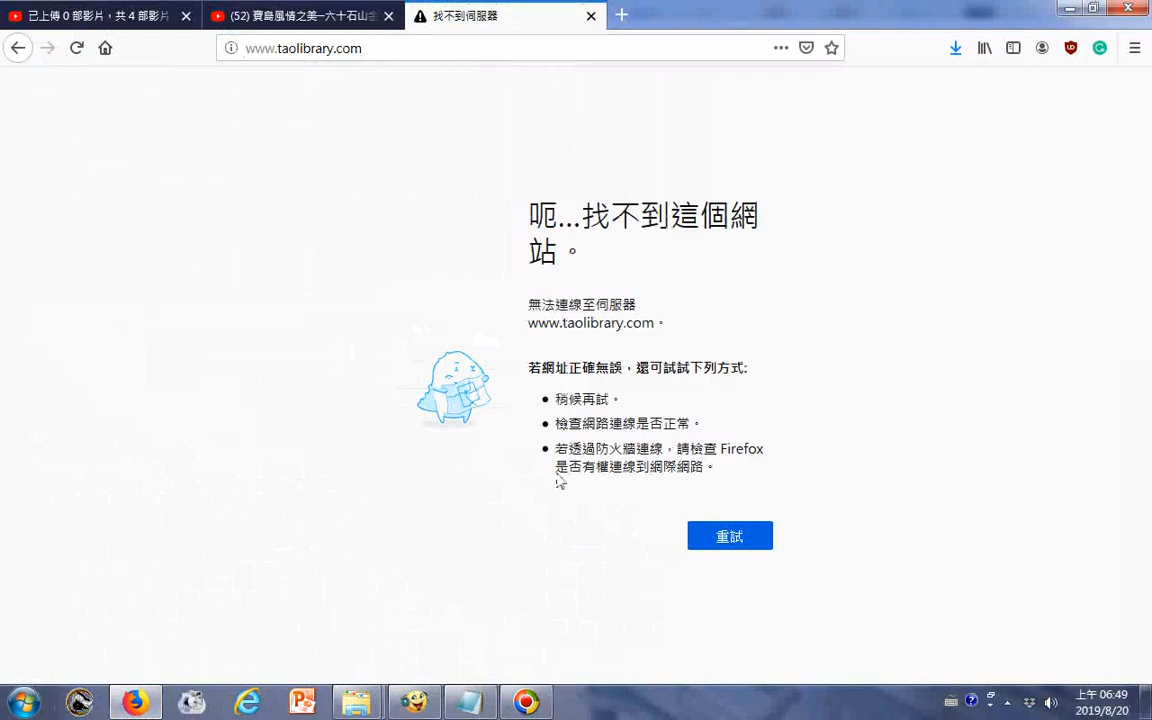 已上傳 0 部影片，共 4 部影片
(52) 寶島風情之美─六十石山金
找不到伺服器
www.taolibrary.com
呃...找不到這個網
站。
無法連線至伺服器
www.taolibrary.com。
若網址正確無誤，還可試試下列方式:
稍候再試。
檢查網路連線是否正常。
若透過防火牆連線，請檢查 Firefox
是否有權連線到網際網路。
重試
上午 06:49
2019/8/20